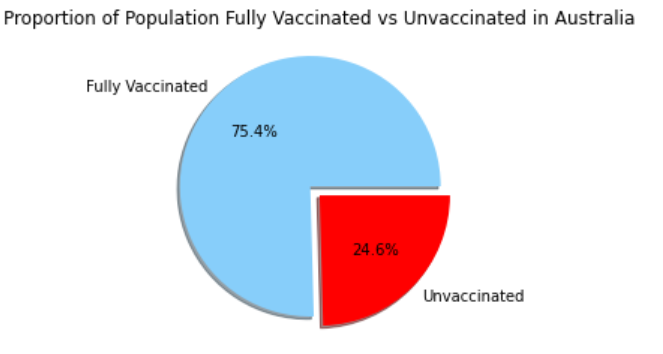 Proportion of Population Fully Vaccinated vs Unvaccinated in Australia
Fully Vaccinated
75.4%
24.6%
Unvaccinated